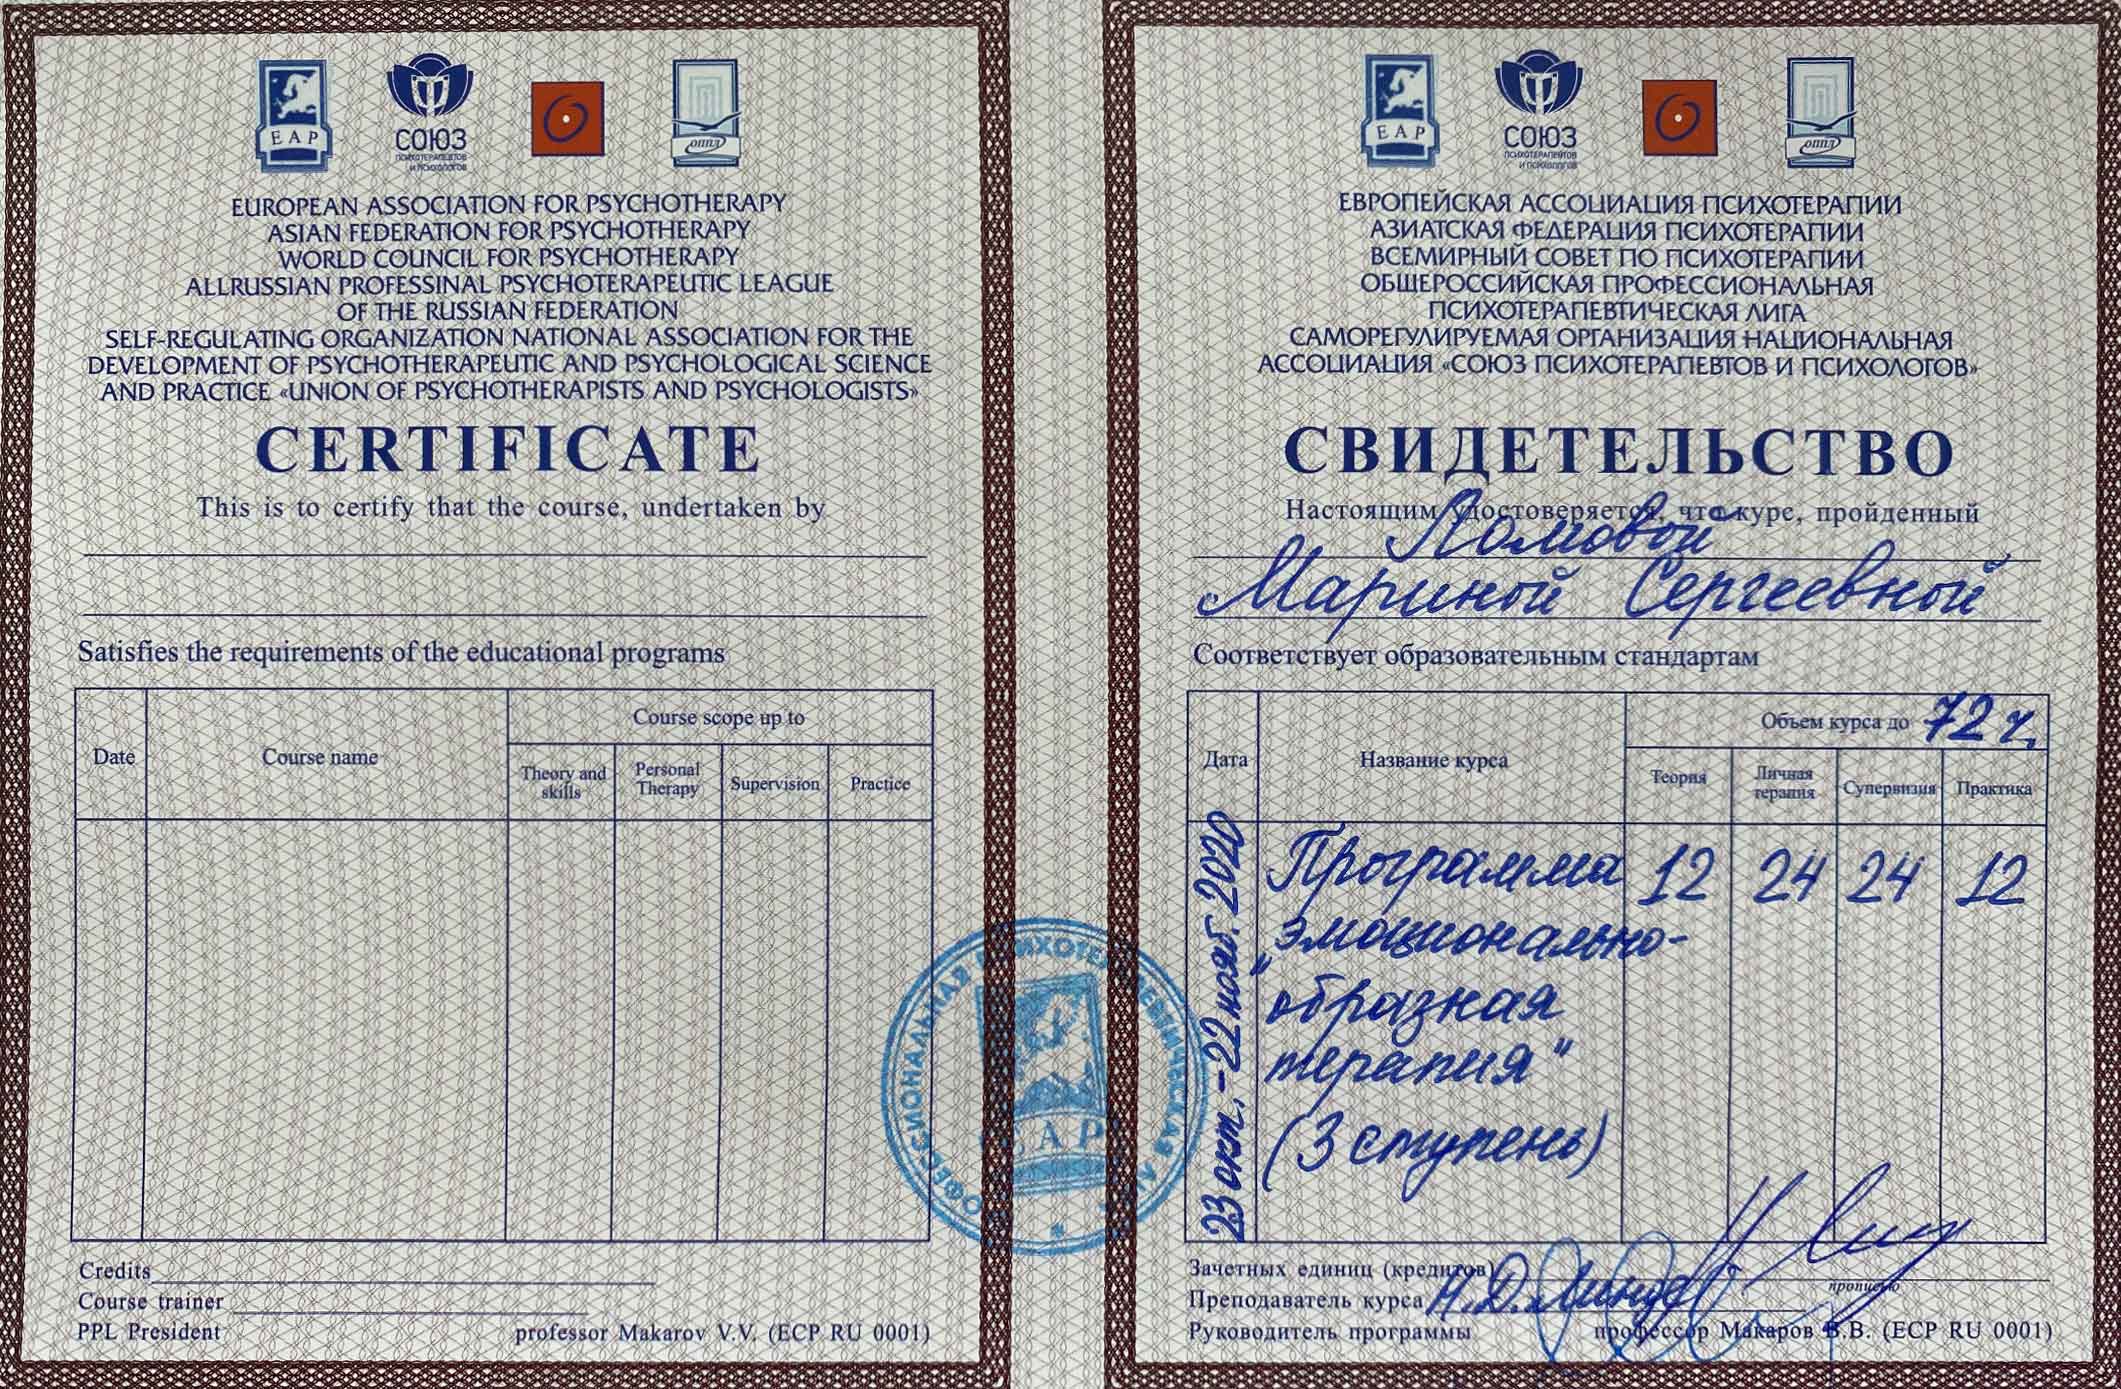 EAP
СОЮЗ
ПСИХОТЕРАПЕВТОВ
И ПСИХОЛОГОВ
ОППЛ
EUROPEAN ASSOCIATION FOR PSYCHOTHERAPY
ASIAN FEDERATION FOR PSYCHOTHERAPY
WORLD COUNCIL FOR PSYCHOTHERAPY
ALLRUSSIAN PROFESSINAL PSYCHOTERAPEUTIC LEAGUE
OF THE RUSSIAN FEDERATION
SELF-REGULATING ORGANIZATION NATIONAL ASSOCIATION FOR THE
DEVELOPMENT OF PSYCHOTHERAPEUTIC AND PSYCHOLOGICAL SCIENCE
AND PRACTICE «UNION OF PSYCHOTHERAPISTS AND PSYCHOLOGISTS»
CERTIFICATE
This is to certify that the course, undertaken by
Satisfies the requirements of the educational programs
Course scope up to
Date Course name Theory and skills Personal Therapy Supervision Practice
Credits
Course trainer
PPL President professor Makarov V.V. (ECP RU 0001)
EAP
СОЮЗ
ПСИХОТЕРАПЕВТОВ
И ПСИХОЛОГОВ
ОППЛ
ЕВРОПЕЙСКАЯ АССОЦИАЦИЯ ПСИХОТЕРАПИИ
АЗИАТСКАЯ ФЕДЕРАЦИЯ ПСИХОТЕРАПИИ
ВСЕМИРНЫЙ СОВЕТ ПО ПСИХОТЕРАПИИ
ОБЩЕРОССИЙСКАЯ ПРОФЕССИОНАЛЬНАЯ
ПСИХОТЕРАПЕВТИЧЕСКАЯ ЛИГА
САМОРЕГУЛИРУЕМАЯ ОРГАНИЗАЦИЯ НАЦИОНАЛЬНАЯ
АССОЦИАЦИЯ «СОЮЗ ПСИХОТЕРАПЕВТОВ И ПСИХОЛОГОВ»
СВИДЕТЕЛЬСТВО
Настоящим удостоверяется, что курс, пройденный
Ломовой
Мариной Сергеевной
Соответствует образовательным стандартам
Объем курса до 72 ч.
Дата Название курса Теория Личная терапия Супервизия Практика
23 окт. - 22 нояб. 2020
Программа 12 24 24 12
"эмоционально-
образная
терапия"
(3 ступень)
Зачетных единиц (кредитов)
прописью
Преподаватель курса Н.Д. Линде
Руководитель программы профессор Макаров В.В. (ECP RU 0001)
EAP